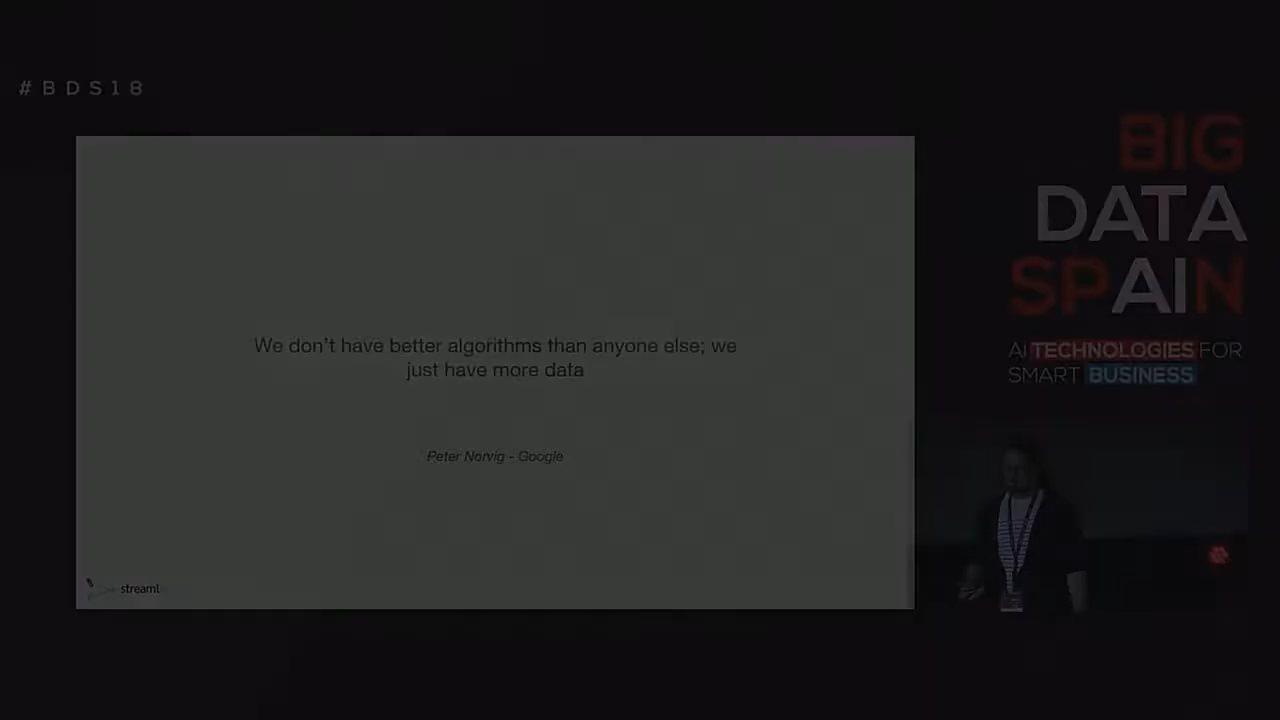 #BDS18
BIG
DATA
SPAIN
AI TECHNOLOGIES FOR
SMART BUSINESS
We don't have better algorithms than anyone else; we
just have more data
Peter Norvig - Google
streaml